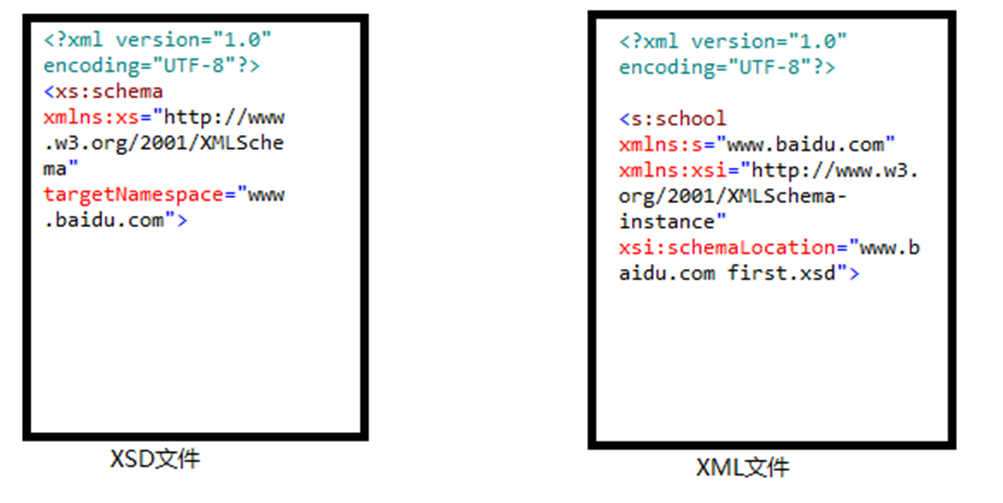 <?xml version="1.0"
encoding="UTF-8"?>
<xs:schema
xmlns:xs="http://www
.w3.org/2001/XMLSche
ma"
targetNamespace="www
.baidu.com">
XSD文件
<?xml version="1.0"
encoding="UTF-8"?>
<s:school
xmlns:s="www.baidu.com"
xmlns:xsi="http://www.w3.
org/2001/XMLSchema-
instance"
xsi:schemaLocation="www.b
aidu.com first.xsd">
XML文件